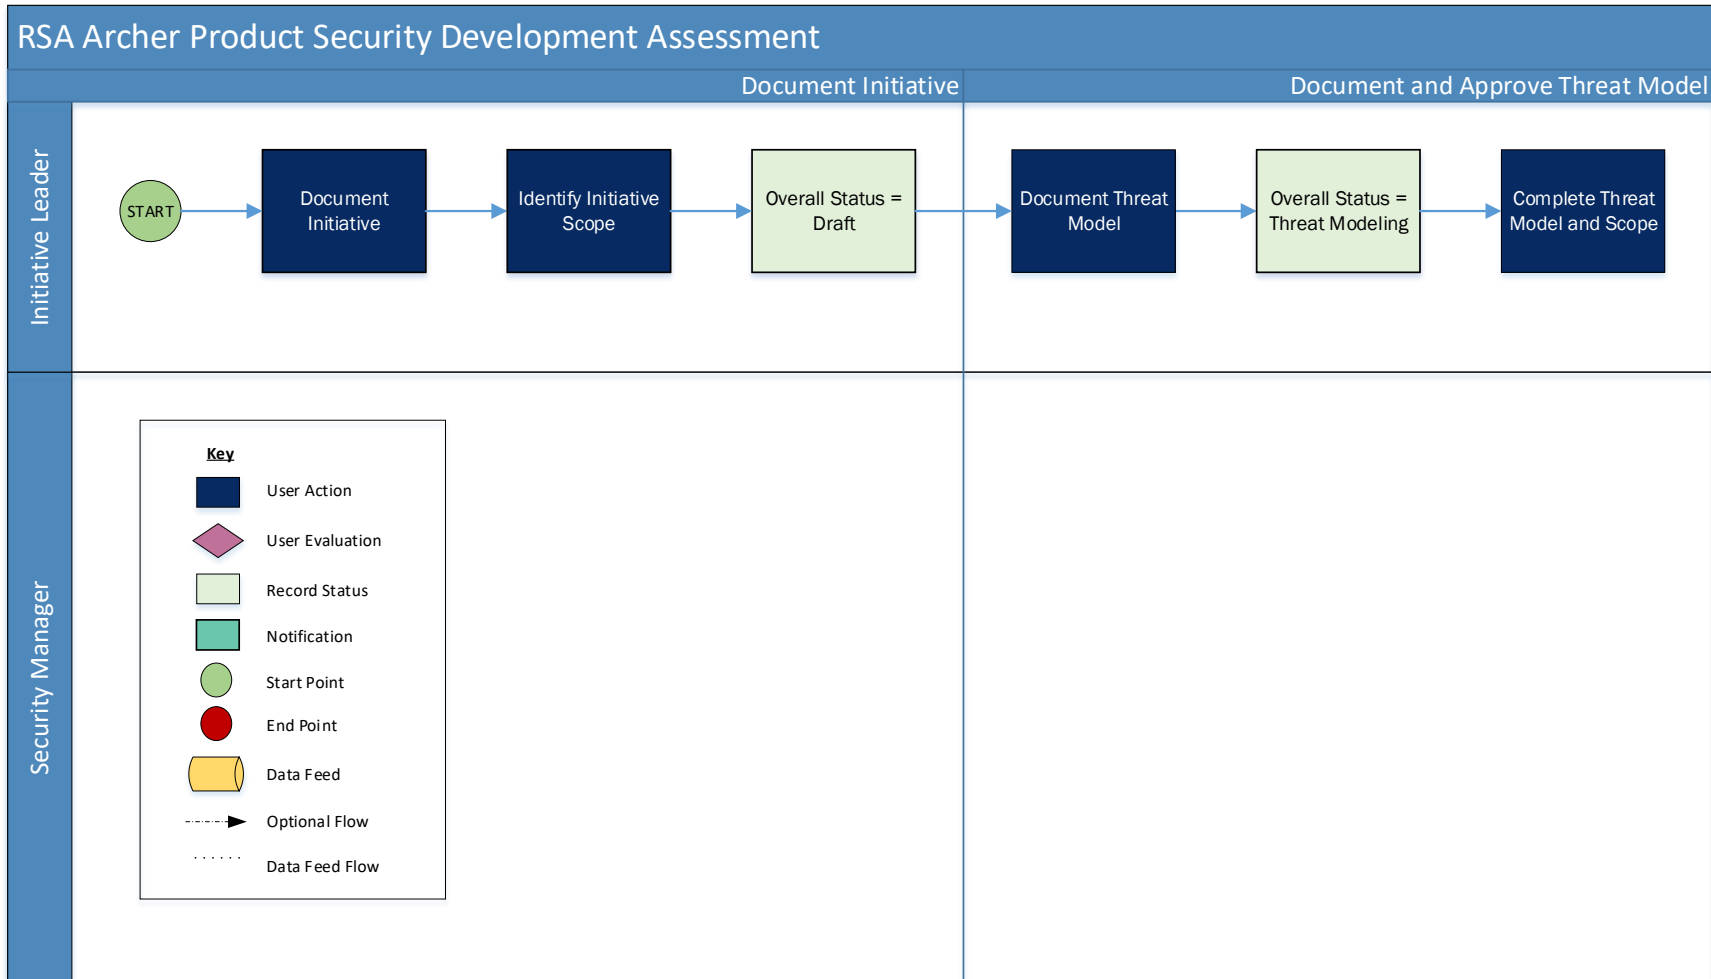 RSA Archer Product Security Development Assessment
Document Initiative
Document and Approve Threat Model
Initiative Leader
START
Document
Initiative
Identify Initiative
Scope
Overall Status =
Draft
Document Threat
Model
Overall Status =
Threat Modeling
Complete Threat
Model and Scope
Security Manager
Key
User Action
User Evaluation
Record Status
Notification
Start Point
End Point
Data Feed
Optional Flow
Data Feed Flow